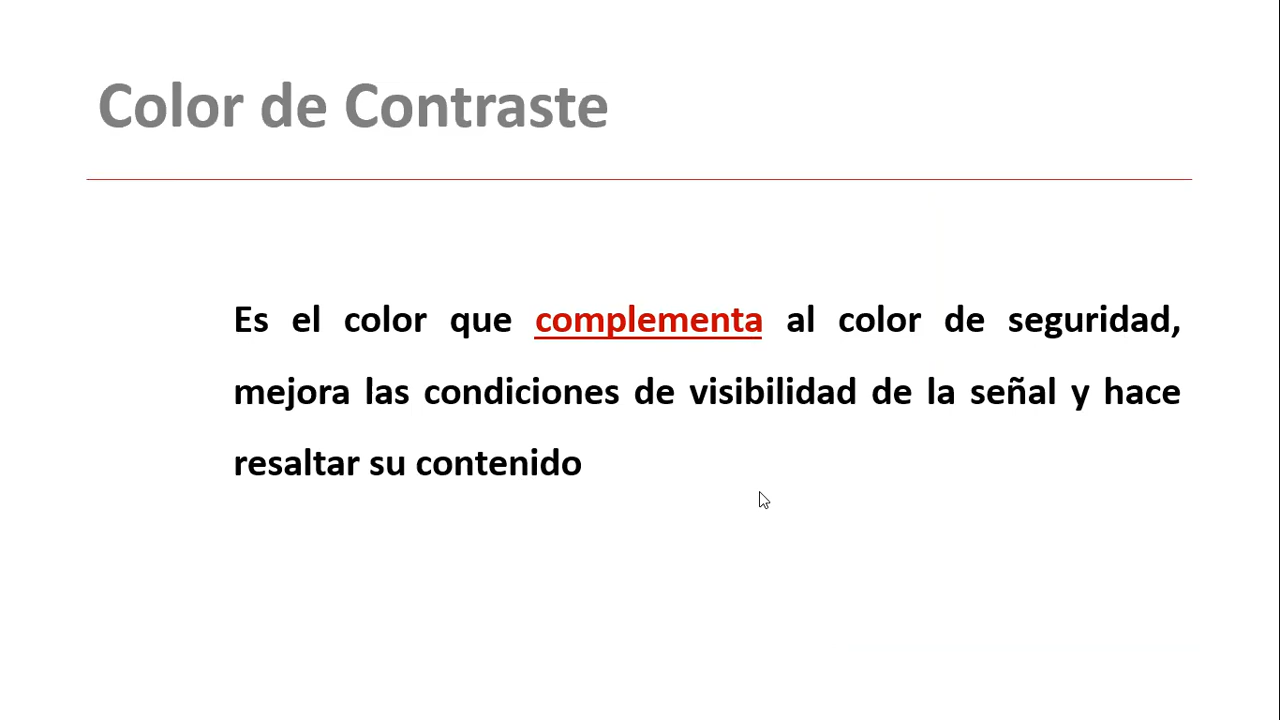 Color de Contraste
Es el color que complementa al color de seguridad,
mejora las condiciones de visibilidad de la señal y hace
resaltar su contenido